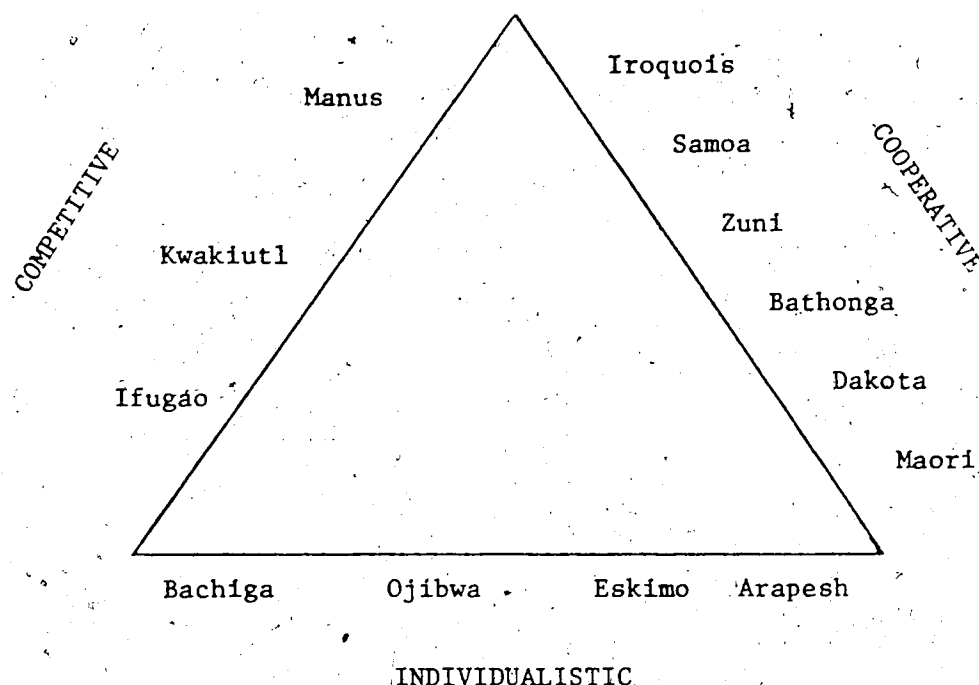 Iroquois
Manus
Samoa
COMPETITIVE
COOPERATIVE
Zuni
Kwakiutl
Bathonga
Dakota
Ifugao
Maori
Bachiga Ojibwa Eskimo Arapesh
INDIVIDUALISTIC